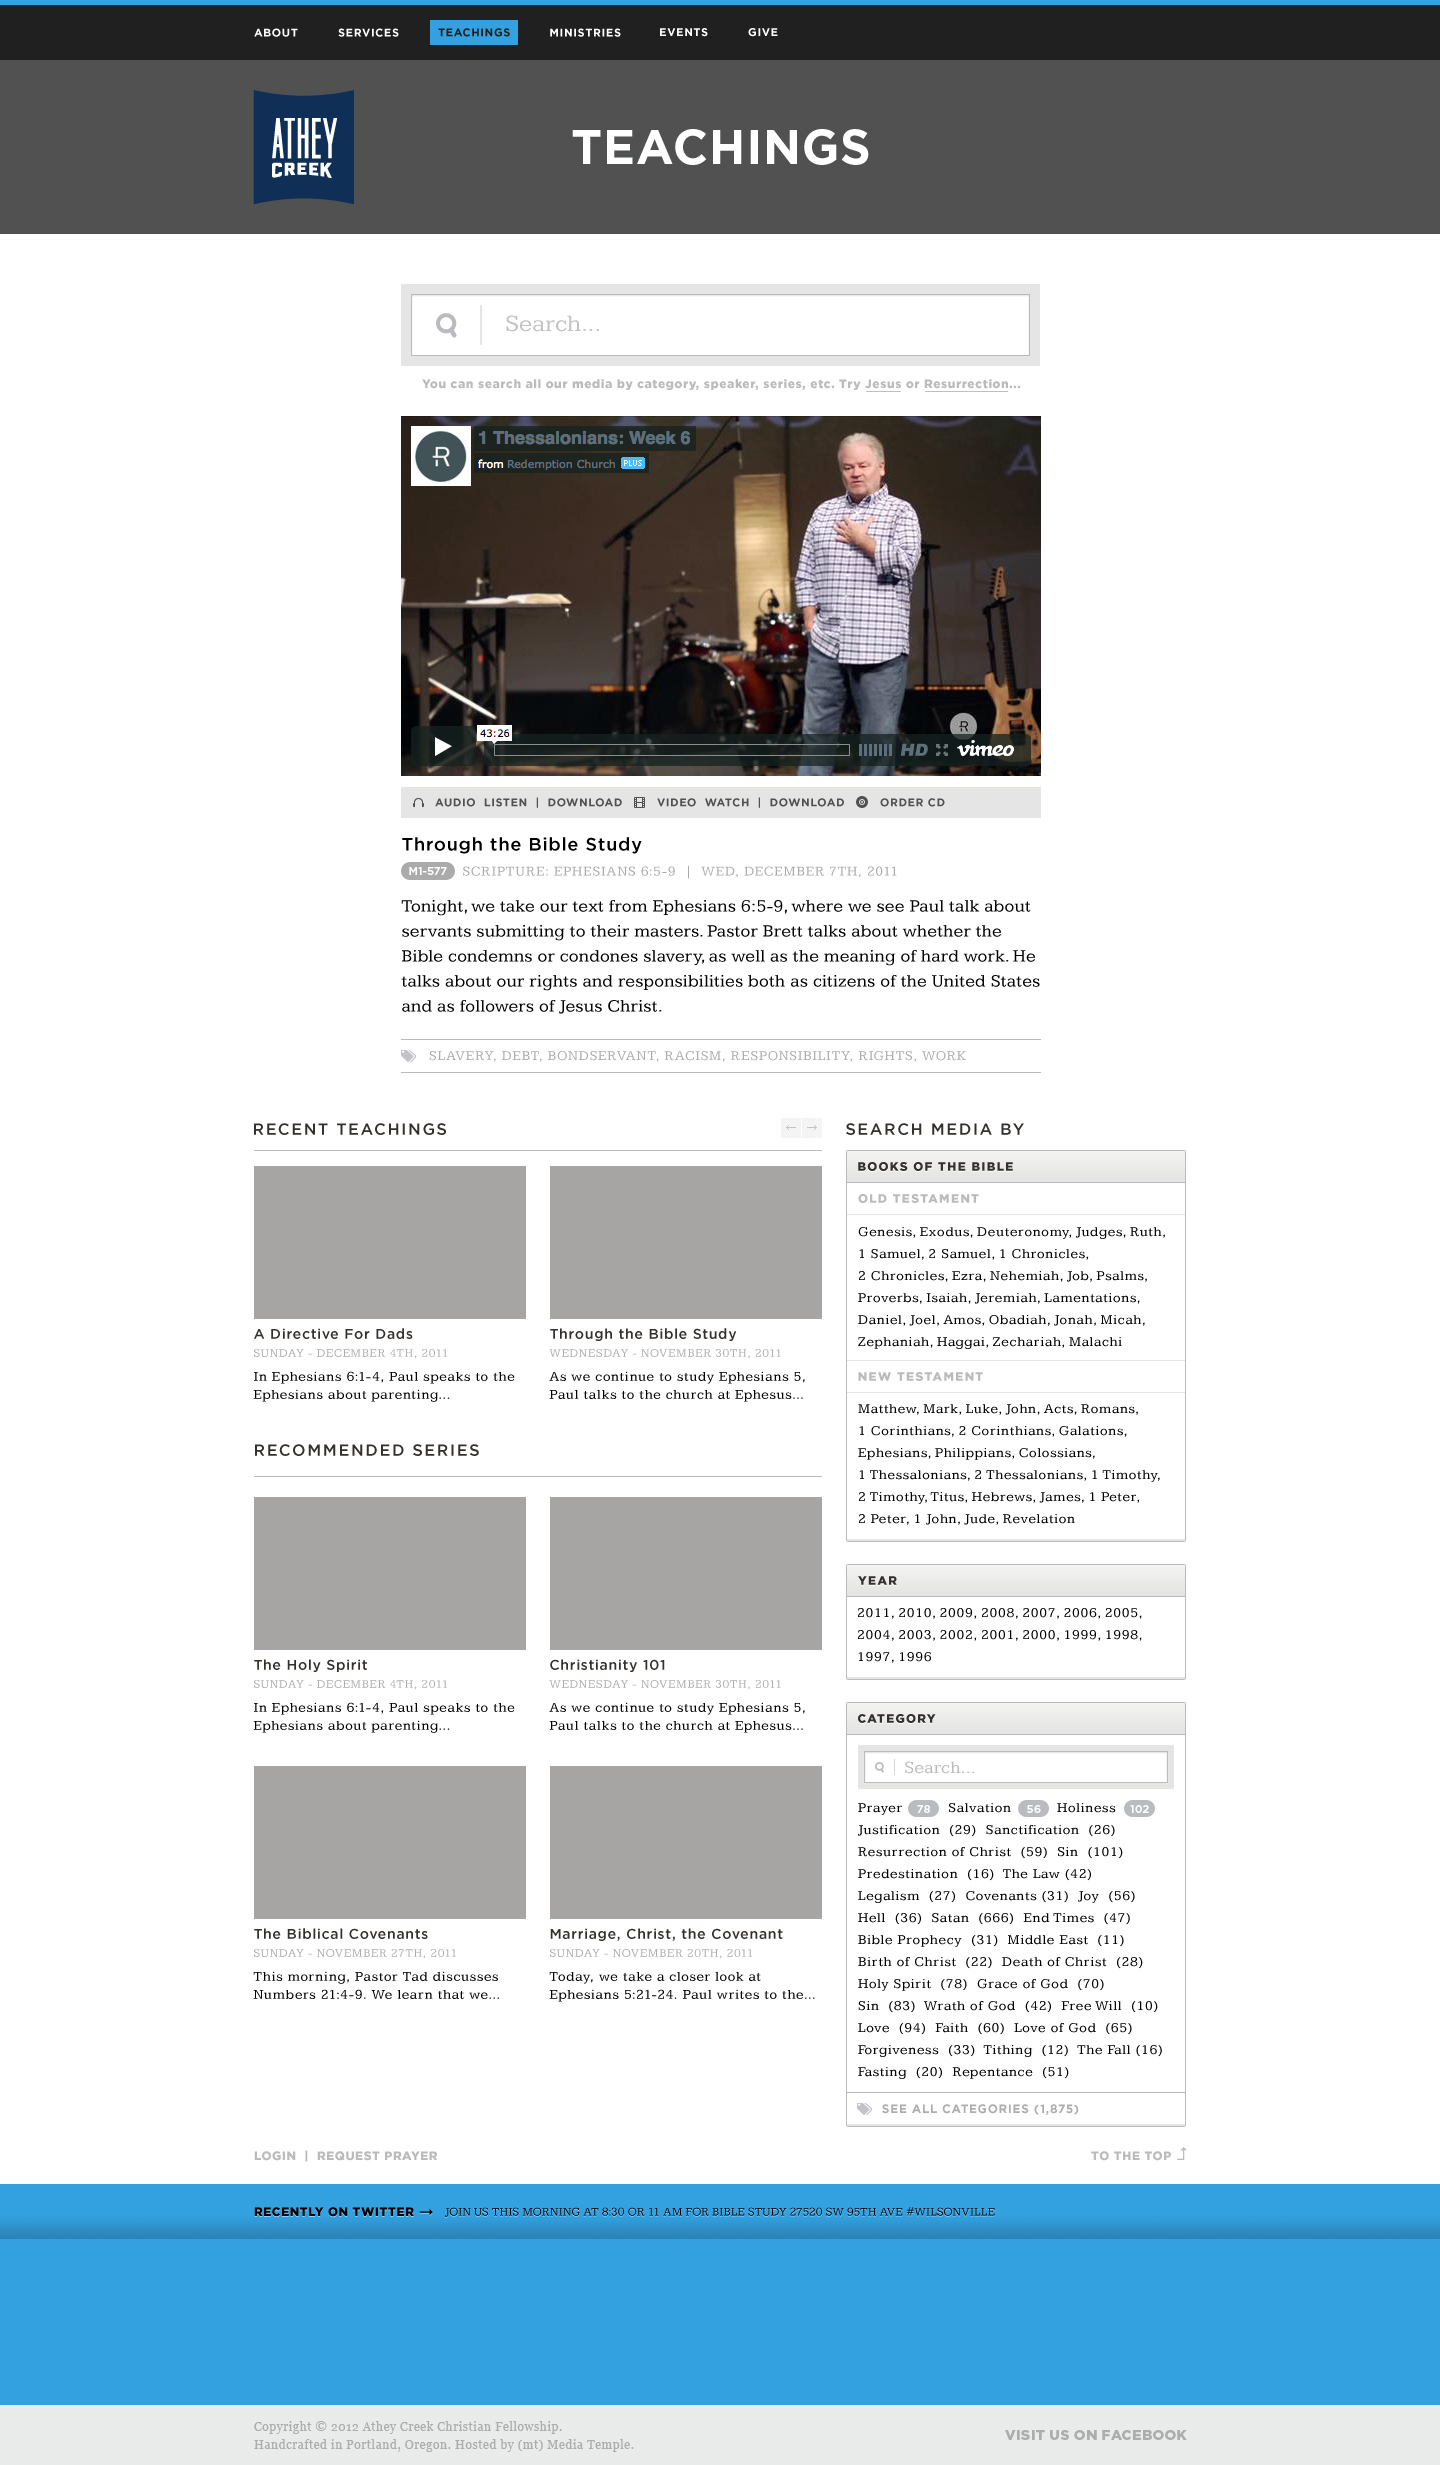 ABOUT SERVICES TEACHINGS MINISTRIES EVENTS GIVE
ATHEY
CREEK
TEACHINGS
Search...
You can search all our media by category, speaker, series, etc. Try Jesus or Resurrection...
R 1 Thessalonians: Week 6
from Redemption Church PLUS
R
43:26
HD vimeo
AUDIO LISTEN | DOWNLOAD VIDEO WATCH | DOWNLOAD ORDER CD
Through the Bible Study
M1-577 SCRIPTURE: EPHESIANS 6:5-9 | WED, DECEMBER 7TH, 2011
Tonight, we take our text from Ephesians 6:5-9, where we see Paul talk about
servants submitting to their masters. Pastor Brett talks about whether the
Bible condemns or condones slavery, as well as the meaning of hard work. He
talks about our rights and responsibilities both as citizens of the United States
and as followers of Jesus Christ.
SLAVERY, DEBT, BONDSERVANT, RACISM, RESPONSIBILITY, RIGHTS, WORK
RECENT TEACHINGS ← →
A Directive For Dads
SUNDAY - DECEMBER 4TH, 2011
In Ephesians 6:1-4, Paul speaks to the
Ephesians about parenting...
Through the Bible Study
WEDNESDAY - NOVEMBER 30TH, 2011
As we continue to study Ephesians 5,
Paul talks to the church at Ephesus...
RECOMMENDED SERIES
The Holy Spirit
SUNDAY - DECEMBER 4TH, 2011
In Ephesians 6:1-4, Paul speaks to the
Ephesians about parenting...
Christianity 101
WEDNESDAY - NOVEMBER 30TH, 2011
As we continue to study Ephesians 5,
Paul talks to the church at Ephesus...
The Biblical Covenants
SUNDAY - NOVEMBER 27TH, 2011
This morning, Pastor Tad discusses
Numbers 21:4-9. We learn that we...
Marriage, Christ, the Covenant
SUNDAY - NOVEMBER 20TH, 2011
Today, we take a closer look at
Ephesians 5:21-24. Paul writes to the...
SEARCH MEDIA BY
BOOKS OF THE BIBLE
OLD TESTAMENT
Genesis, Exodus, Deuteronomy, Judges, Ruth,
1 Samuel, 2 Samuel, 1 Chronicles,
2 Chronicles, Ezra, Nehemiah, Job, Psalms,
Proverbs, Isaiah, Jeremiah, Lamentations,
Daniel, Joel, Amos, Obadiah, Jonah, Micah,
Zephaniah, Haggai, Zechariah, Malachi
NEW TESTAMENT
Matthew, Mark, Luke, John, Acts, Romans,
1 Corinthians, 2 Corinthians, Galations,
Ephesians, Philippians, Colossians,
1 Thessalonians, 2 Thessalonians, 1 Timothy,
2 Timothy, Titus, Hebrews, James, 1 Peter,
2 Peter, 1 John, Jude, Revelation
YEAR
2011, 2010, 2009, 2008, 2007, 2006, 2005,
2004, 2003, 2002, 2001, 2000, 1999, 1998,
1997, 1996
CATEGORY
Search...
Prayer 78 Salvation 56 Holiness 102
Justification (29) Sanctification (26)
Resurrection of Christ (59) Sin (101)
Predestination (16) The Law (42)
Legalism (27) Covenants (31) Joy (56)
Hell (36) Satan (666) End Times (47)
Bible Prophecy (31) Middle East (11)
Birth of Christ (22) Death of Christ (28)
Holy Spirit (78) Grace of God (70)
Sin (83) Wrath of God (42) Free Will (10)
Love (94) Faith (60) Love of God (65)
Forgiveness (33) Tithing (12) The Fall (16)
Fasting (20) Repentance (51)
SEE ALL CATEGORIES (1,875)
LOGIN | REQUEST PRAYER
TO THE TOP
RECENTLY ON TWITTER → JOIN US THIS MORNING AT 8:30 OR 11 AM FOR BIBLE STUDY 27520 SW 95TH AVE #WILSONVILLE
Copyright © 2012 Athey Creek Christian Fellowship.
Handcrafted in Portland, Oregon. Hosted by (mt) Media Temple.
VISIT US ON FACEBOOK